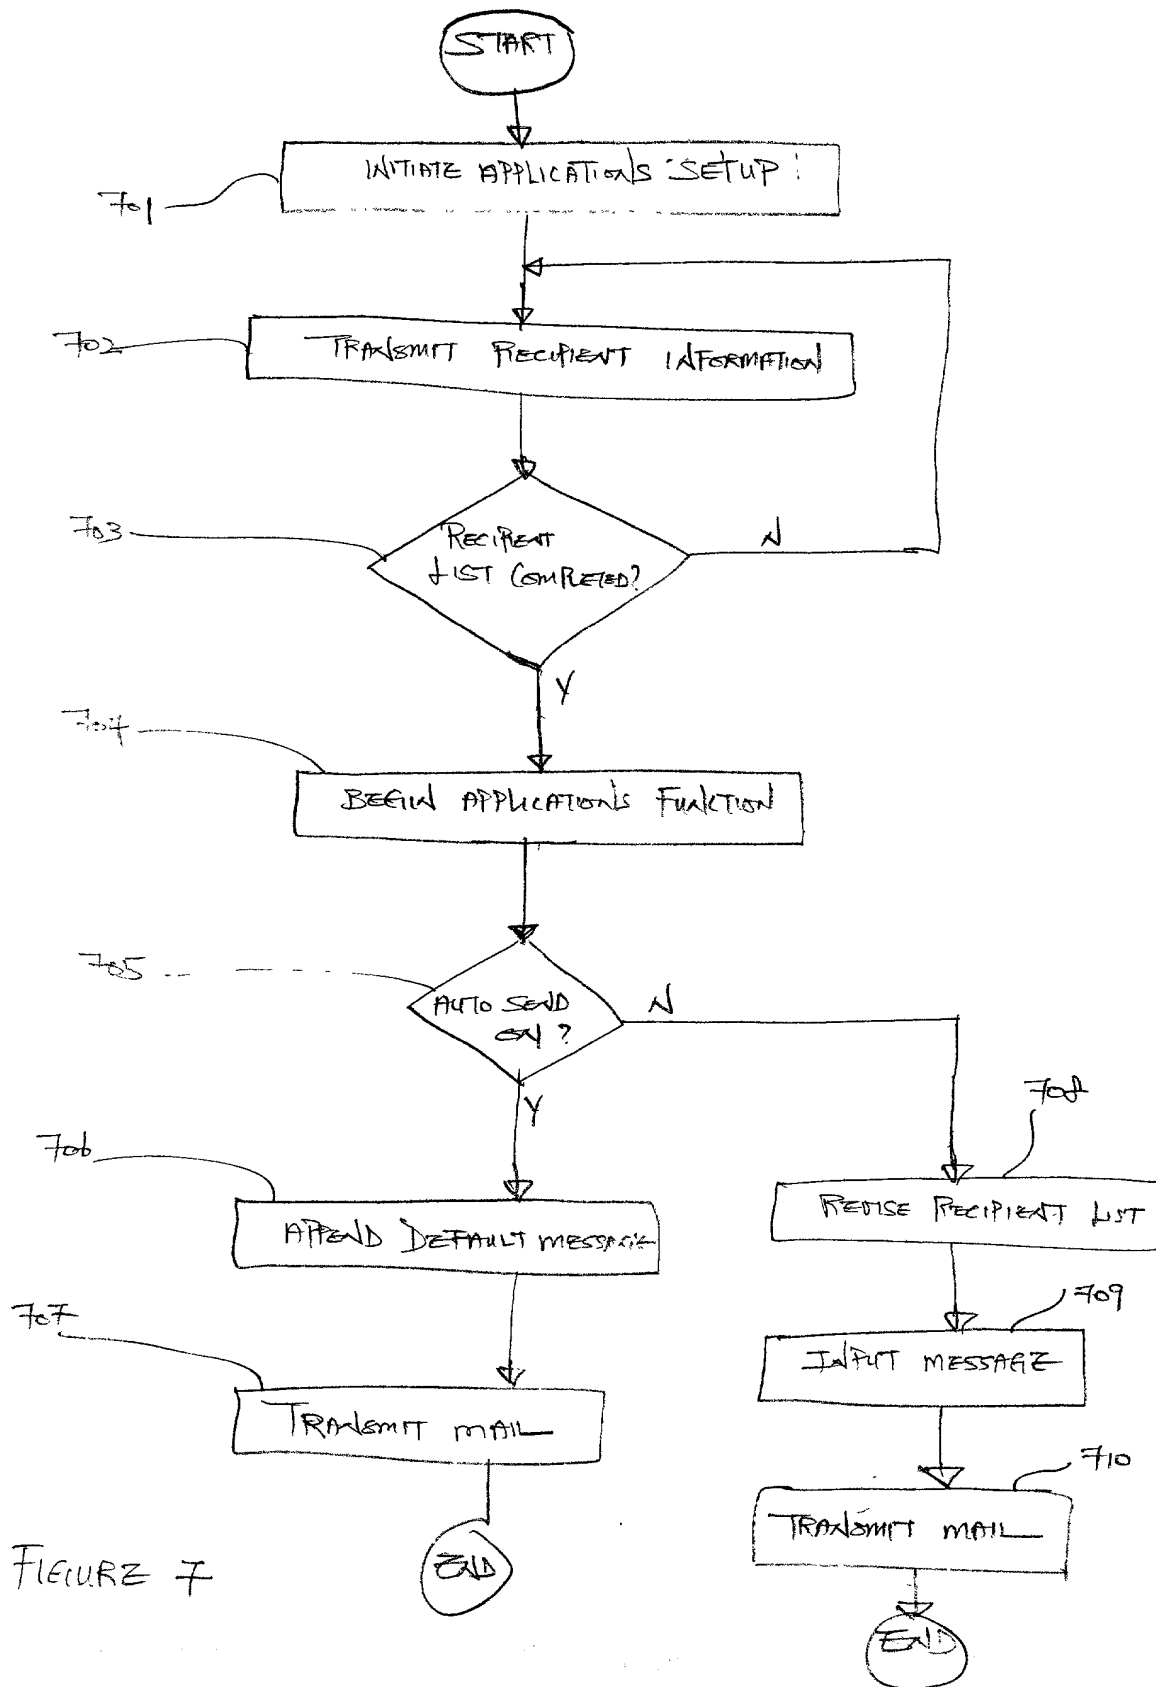 START
INITIATE APPLICATIONS SETUP
701
702
TRANSMIT RECIPIENT INFORMATION
703
RECIPIENT
LIST COMPLETED?
N
Y
704
BEGIN APPLICATIONS FUNCTION
705
AUTO SEND
ON?
N
Y
708
706
REVISE RECIPIENT LIST
APPEND DEFAULT MESSAGE
709
707
INPUT MESSAGE
TRANSMIT MAIL
710
TRANSMIT MAIL
END
FIGURE 7
END